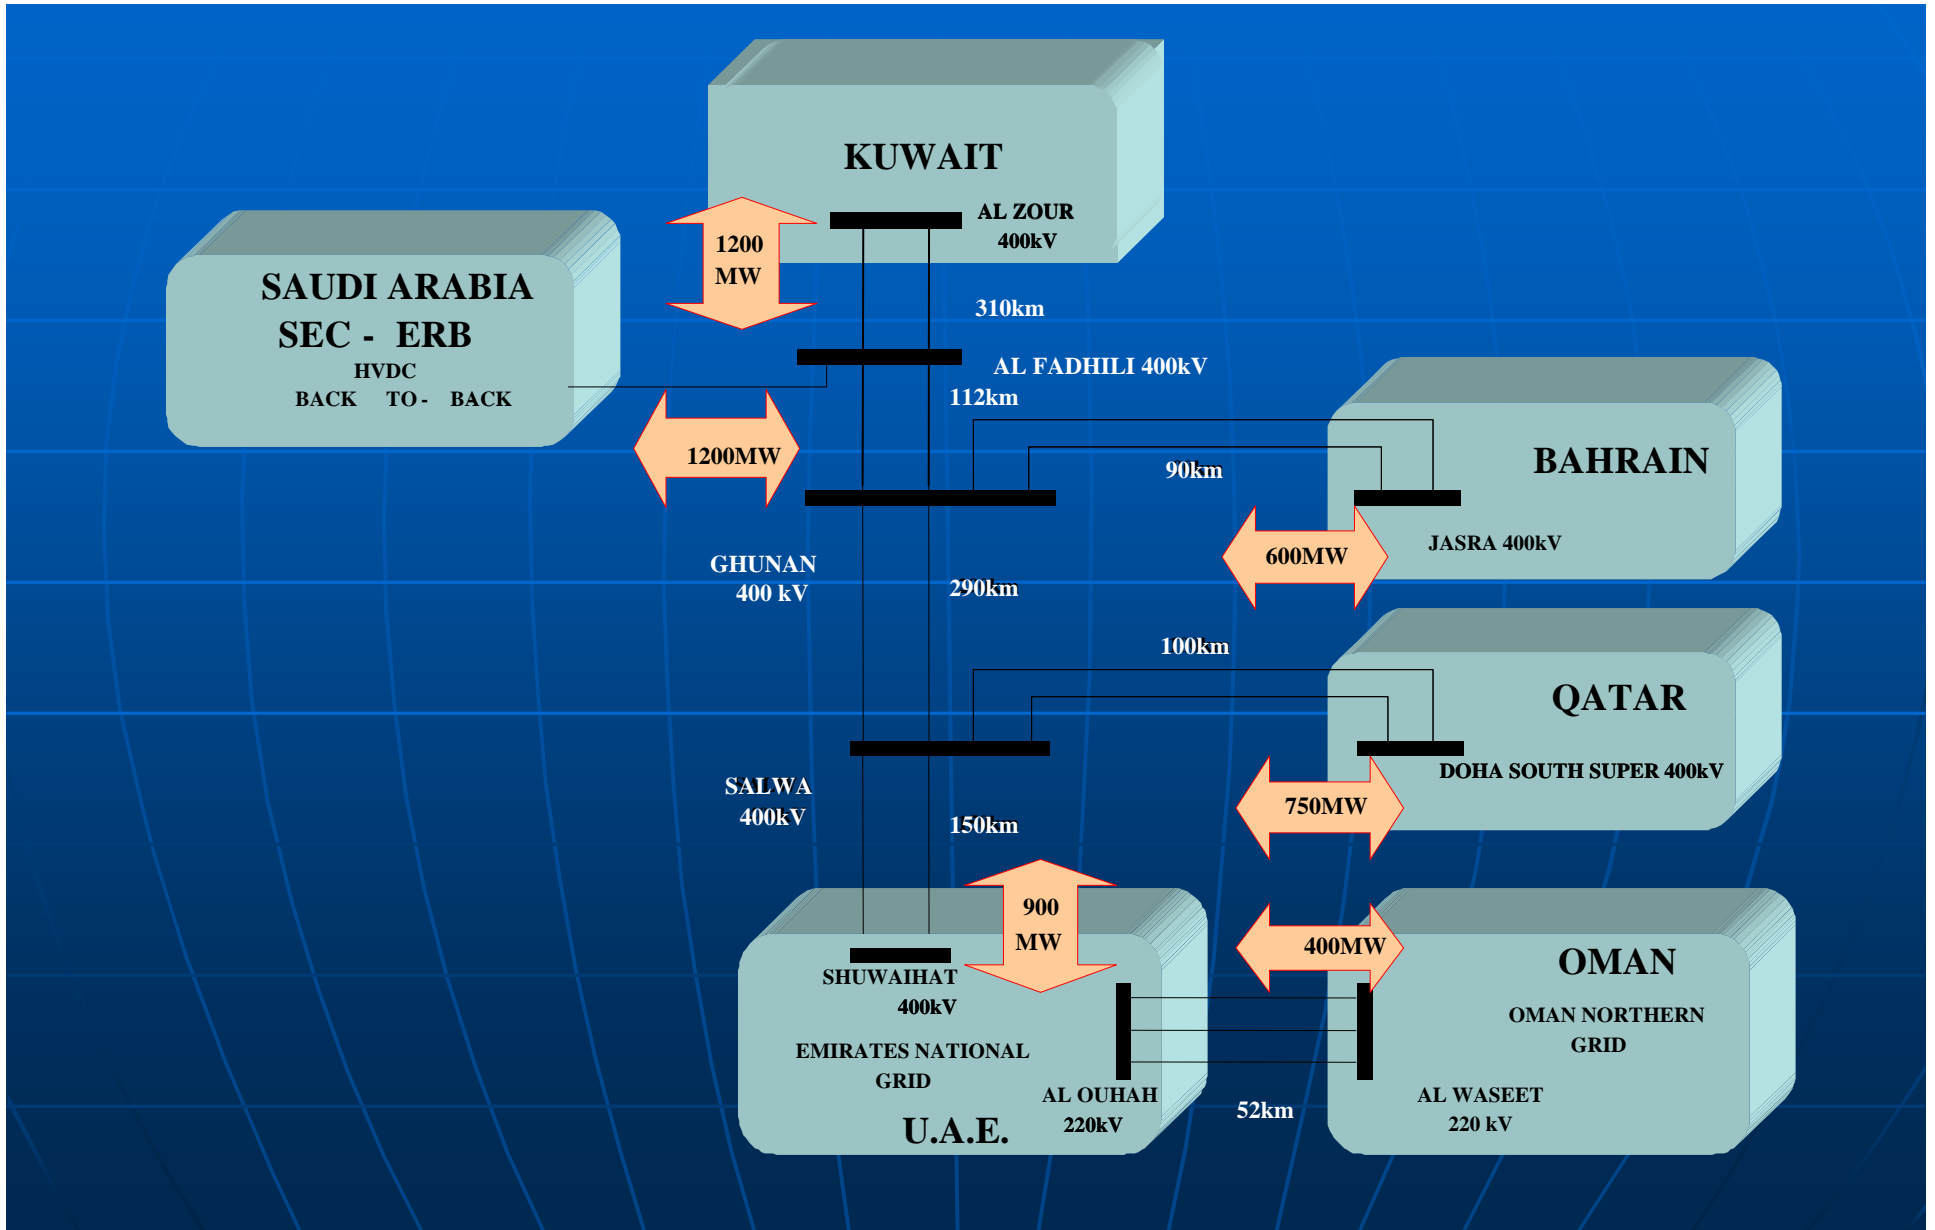 KUWAIT
AL ZOUR
400kV
1200
MW
SAUDI ARABIA
SEC - ERB
HVDC
BACK TO - BACK
310km
AL FADHILI 400kV
112km
1200MW
90km
BAHRAIN
JASRA 400kV
600MW
GHUNAN
400 kV
290km
100km
QATAR
DOHA SOUTH SUPER 400kV
750MW
SALWA
400kV
150km
900
MW
400MW
OMAN
OMAN NORTHERN
GRID
SHUWAIHAT
400kV
EMIRATES NATIONAL
GRID
AL OUHAH
220kV
U.A.E.
52km
AL WASEET
220 kV